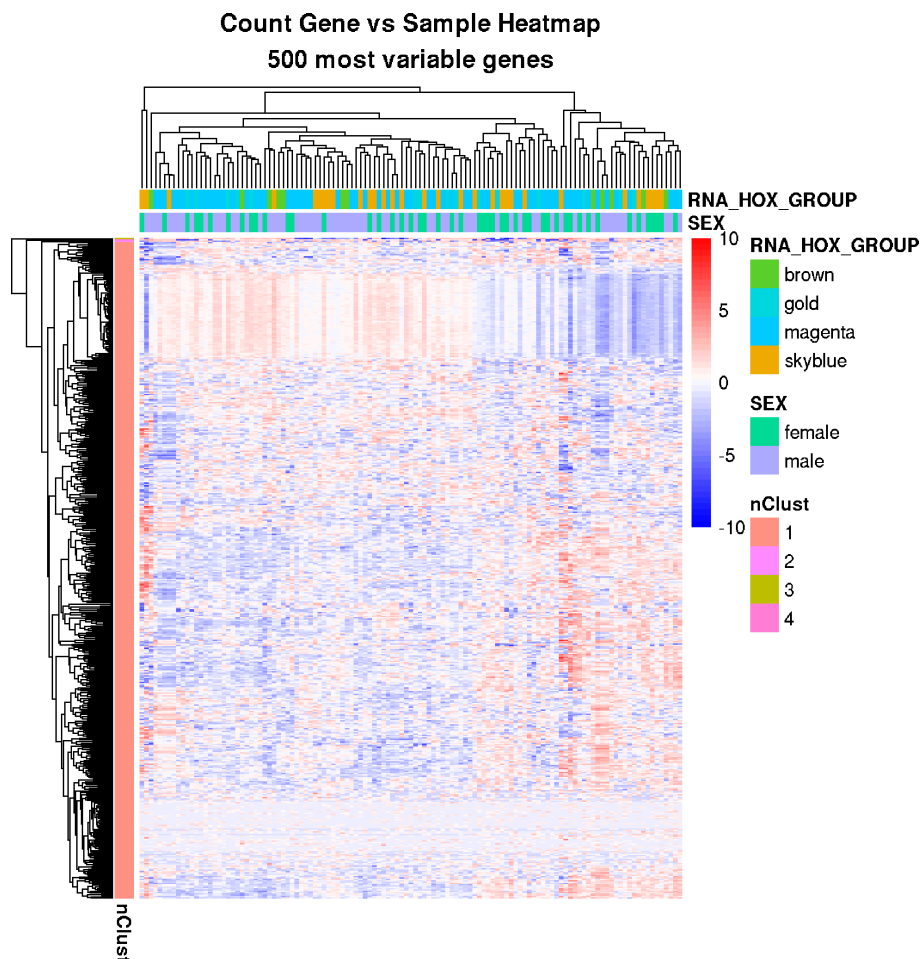 Count Gene vs Sample Heatmap
500 most variable genes
RNA_HOX_GROUP
SEX
10
5
0
-5
-10
RNA_HOX_GROUP
brown
gold
magenta
skyblue
SEX
female
male
nClust
1
2
3
4
nClust